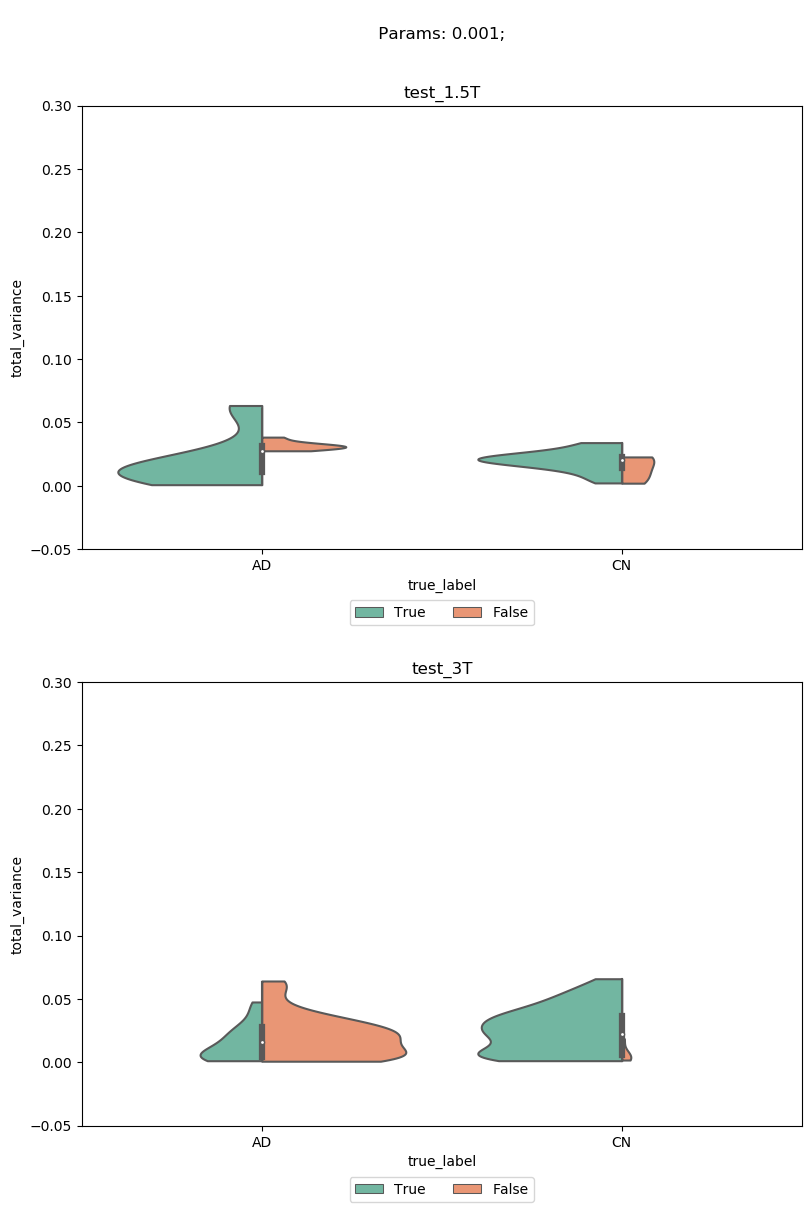 Params: 0.001;
test_1.5T
0.30
0.25
0.20
0.15
0.10
0.05
0.00
−0.05
total_variance
AD CN
true_label
True False
test_3T
0.30
0.25
0.20
0.15
0.10
0.05
0.00
−0.05
total_variance
AD CN
true_label
True False